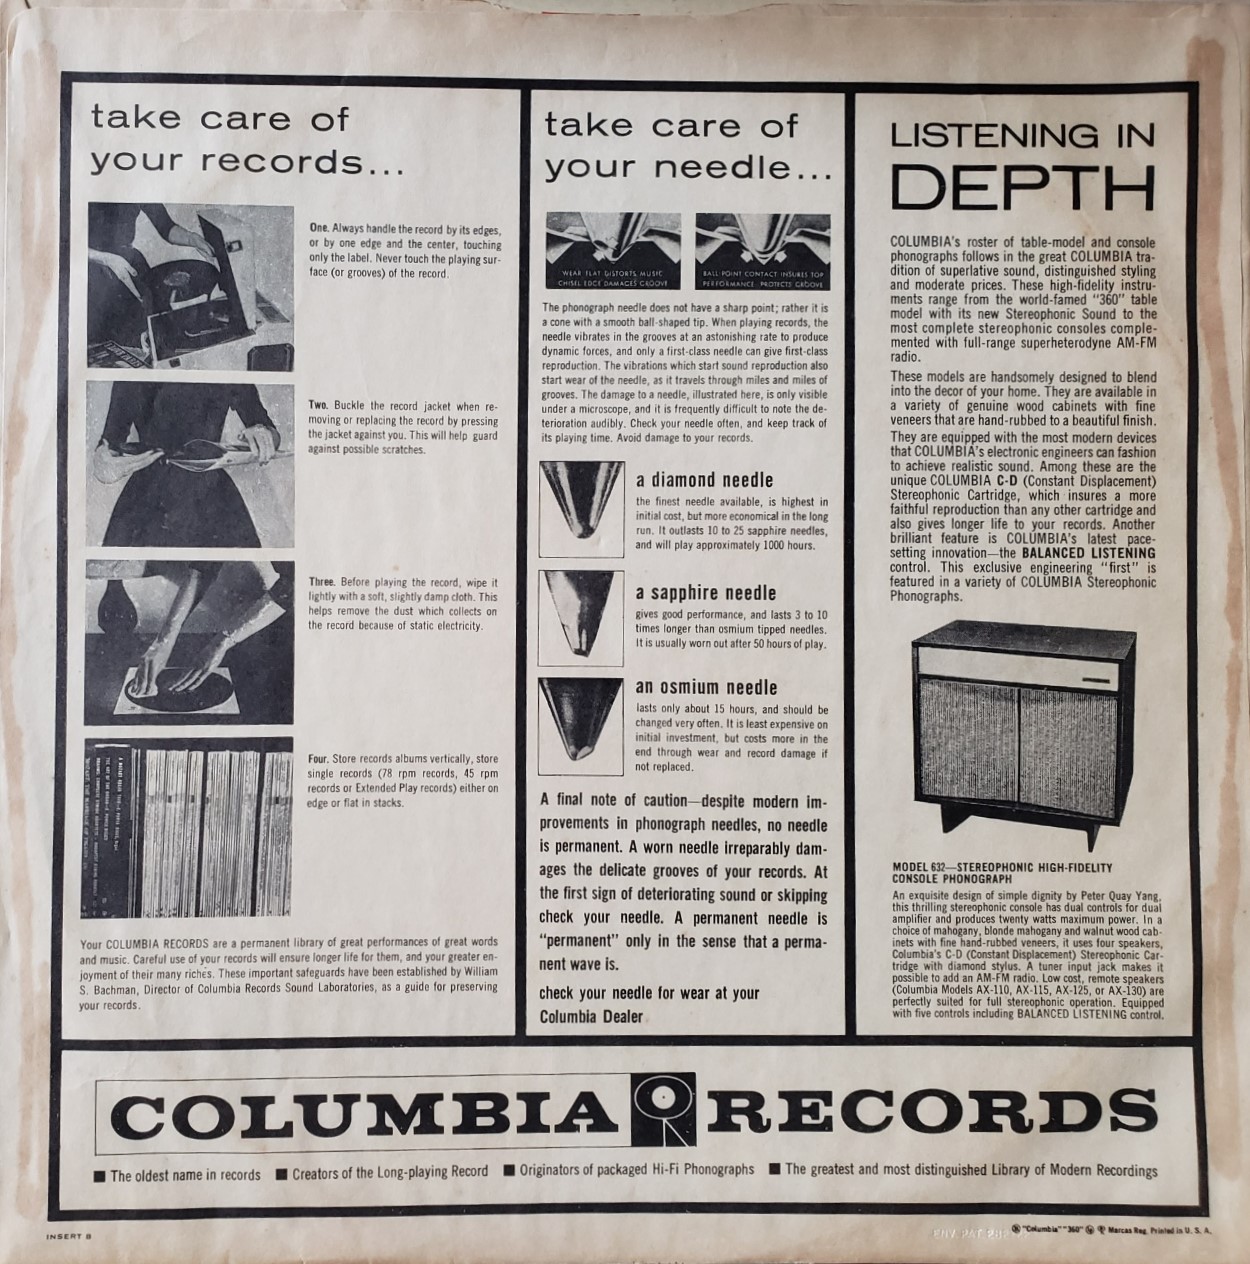 take care of
your records...
One. Always handle the record by its edges,
or by one edge and the center, touching
only the label. Never touch the playing sur-
face (or grooves) of the record.
Two. Buckle the record jacket when re-
moving or replacing the record by pressing
the jacket against you. This will help guard
against possible scratches.
Three. Before playing the record, wipe it
lightly with a soft, slightly damp cloth. This
helps remove the dust which collects on
the record because of static electricity.
Four. Store records albums vertically, store
single records (78 rpm records, 45 rpm
records or Extended Play records) either on
edge or flat in stacks.
Your COLUMBIA RECORDS are a permanent library of great performances of great words
and music. Careful use of your records will ensure longer life for them, and your greater en-
joyment of their many riches. These important safeguards have been established by William
S. Bachman, Director of Columbia Records Sound Laboratories, as a guide for preserving
your records.
take care of
your needle...
WEAR FLAT DISTORTS MUSIC
CHISEL EDGE DAMAGES GROOVE
BALL-POINT CONTACT INSURES TOP
PERFORMANCE PROTECTS GROOVE
The phonograph needle does not have a sharp point; rather it is
a cone with a smooth ball-shaped tip. When playing records, the
needle vibrates in the grooves at an astonishing rate to produce
dynamic forces, and only a first-class needle can give first-class
reproduction. The vibrations which start sound reproduction also
start wear of the needle, as it travels through miles and miles of
grooves. The damage to a needle, illustrated here, is only visible
under a microscope, and it is frequently difficult to note the de-
terioration audibly. Check your needle often, and keep track of
its playing time. Avoid damage to your records.
a diamond needle
the finest needle available, is highest in
initial cost, but more economical in the long
run. It outlasts 10 to 25 sapphire needles,
and will play approximately 1000 hours.
a sapphire needle
gives good performance, and lasts 3 to 10
times longer than osmium tipped needles.
It is usually worn out after 50 hours of play.
an osmium needle
lasts only about 15 hours, and should be
changed very often. It is least expensive on
initial investment, but costs more in the
end through wear and record damage if
not replaced.
A final note of caution—despite modern im-
provements in phonograph needles, no needle
is permanent. A worn needle irreparably dam-
ages the delicate grooves of your records. At
the first sign of deteriorating sound or skipping
check your needle. A permanent needle is
"permanent" only in the sense that a perma-
nent wave is.
check your needle for wear at your
Columbia Dealer
LISTENING IN
DEPTH
COLUMBIA's roster of table-model and console
phonographs follows in the great COLUMBIA tra-
dition of superlative sound, distinguished styling
and moderate prices. These high-fidelity instru-
ments range from the world-famed "360" table
model with its new Stereophonic Sound to the
most complete stereophonic consoles comple-
mented with full-range superheterodyne AM-FM
radio.
These models are handsomely designed to blend
into the decor of your home. They are available in
a variety of genuine wood cabinets with fine
veneers that are hand-rubbed to a beautiful finish.
They are equipped with the most modern devices
that COLUMBIA's electronic engineers can fashion
to achieve realistic sound. Among these are the
unique COLUMBIA C-D (Constant Displacement)
Stereophonic Cartridge, which insures a more
faithful reproduction than any other cartridge and
also gives longer life to your records. Another
brilliant feature is COLUMBIA's latest pace-
setting innovation—the BALANCED LISTENING
control. This exclusive engineering "first" is
featured in a variety of COLUMBIA Stereophonic
Phonographs.
MODEL 632—STEREOPHONIC HIGH-FIDELITY
CONSOLE PHONOGRAPH
An exquisite design of simple dignity by Peter Quay Yang,
this thrilling stereophonic console has dual controls for dual
amplifier and produces twenty watts maximum power. In a
choice of mahogany, blonde mahogany and walnut wood cab-
inets with fine hand-rubbed veneers, it uses four speakers,
Columbia's C-D (Constant Displacement) Stereophonic Car-
tridge with diamond stylus. A tuner input jack makes it
possible to add an AM-FM radio. Low cost, remote speakers
(Columbia Models AX-110, AX-115, AX-125, or AX-130) are
perfectly suited for full stereophonic operation. Equipped
with five controls including BALANCED LISTENING control.
COLUMBIA RECORDS
■ The oldest name in records ■ Creators of the Long-playing Record ■ Originators of packaged Hi-Fi Phonographs ■ The greatest and most distinguished Library of Modern Recordings
INSERT B
ENV. PAT. ® "Columbia" "360" Ⓜ Ⓟ Marcas Reg. Printed in U. S. A.